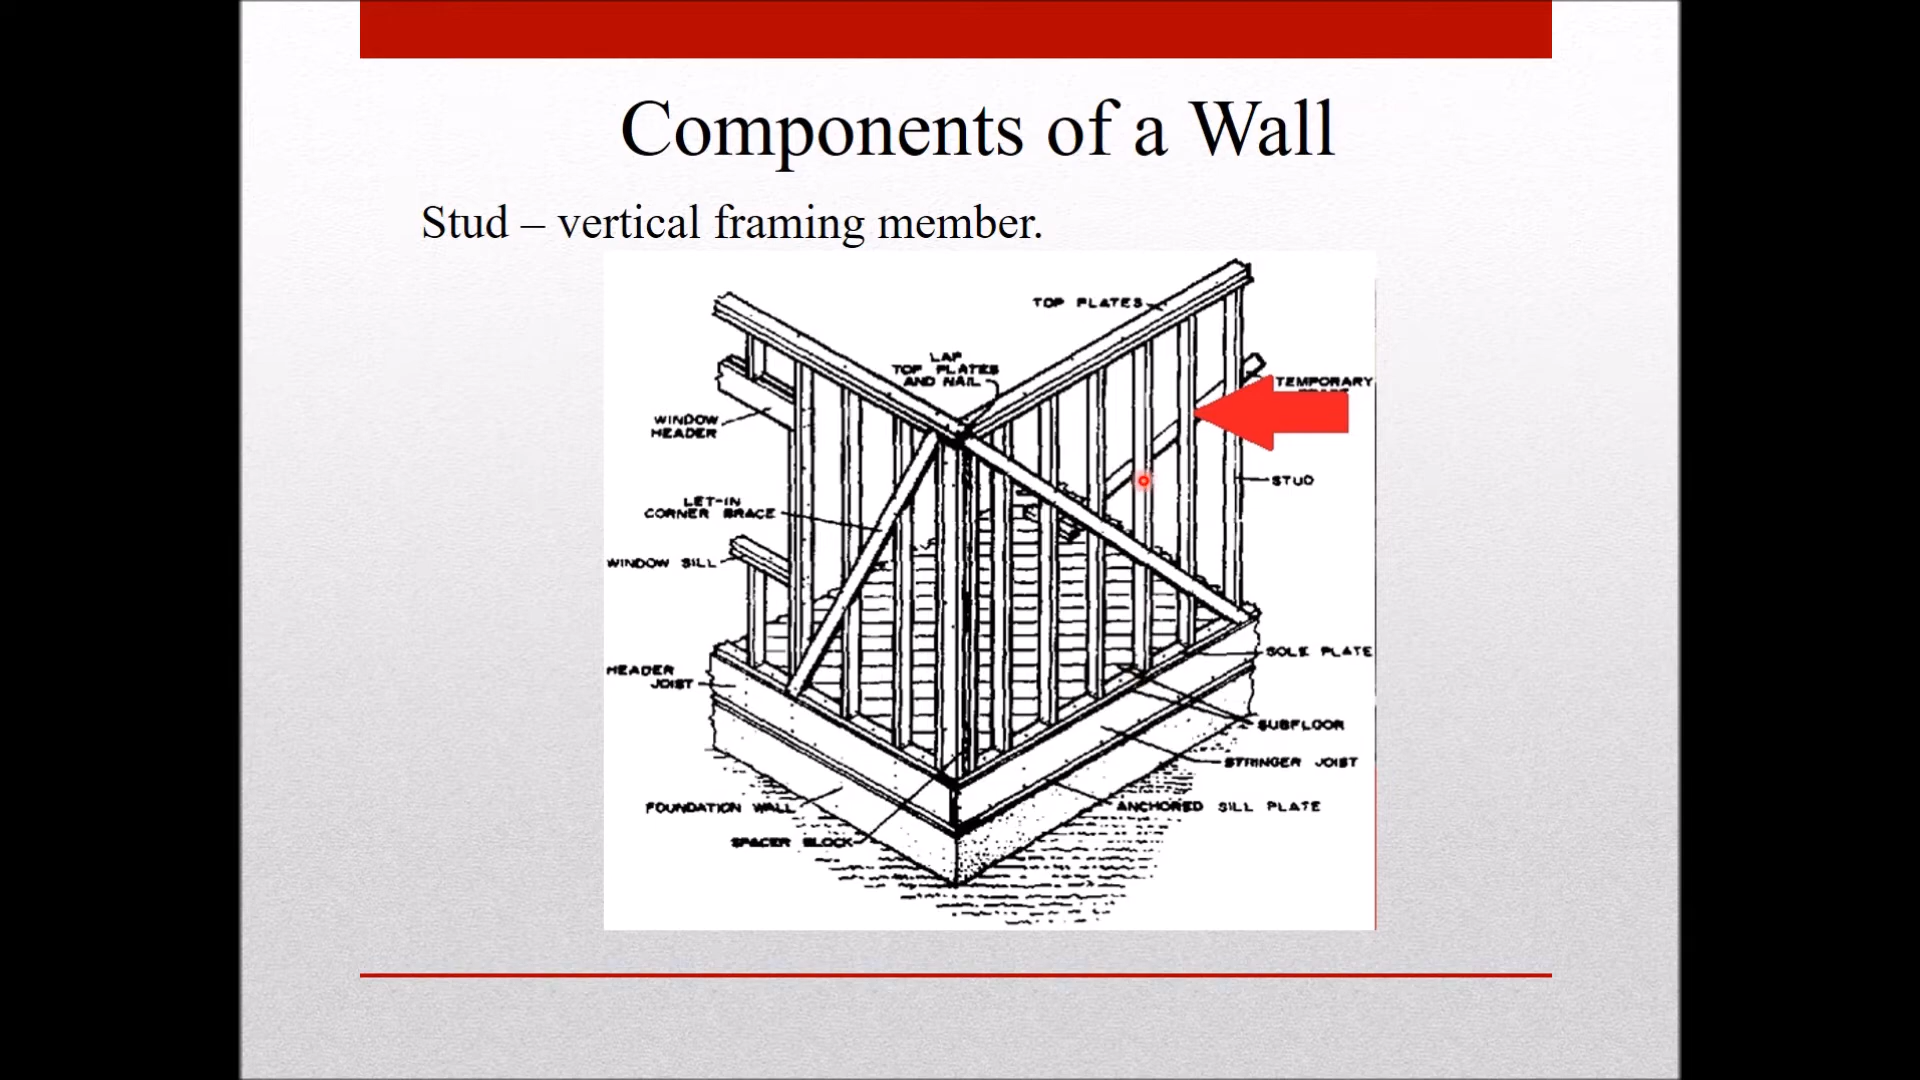 Components of a Wall
Stud – vertical framing member.
TOP PLATES
LAP
TOP PLATES
AND NAIL
TEMPORARY
WINDOW
HEADER
STUD
LET-IN
CORNER BRACE
WINDOW SILL
SOLE PLATE
HEADER
JOIST
SUBFLOOR
STRINGER JOIST
FOUNDATION WALL
ANCHORED SILL PLATE
SPACER BLOCK